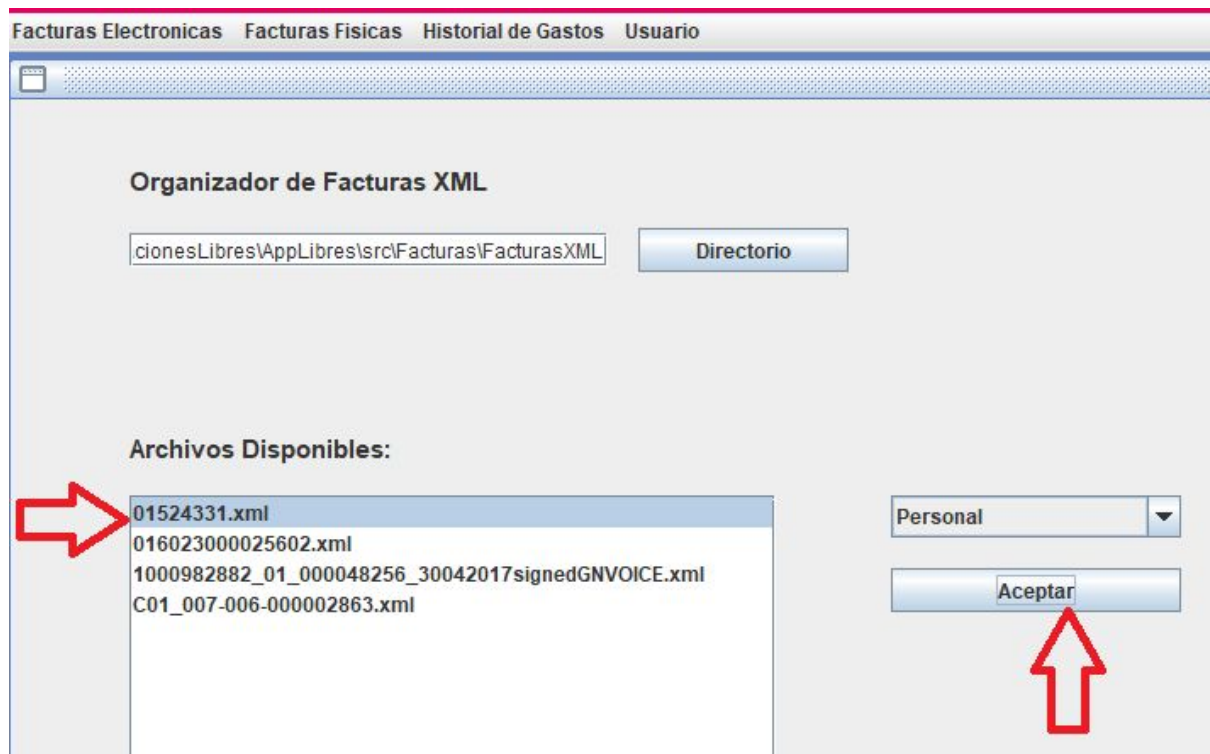 Facturas Electronicas Facturas Fisicas Historial de Gastos Usuario
Organizador de Facturas XML
cionesLibres\AppLibres\src\Facturas\FacturasXML Directorio
Archivos Disponibles:
01524331.xml Personal
016023000025602.xml
1000982882_01_000048256_30042017signedGNVOICE.xml Aceptar
C01_007-006-000002863.xml